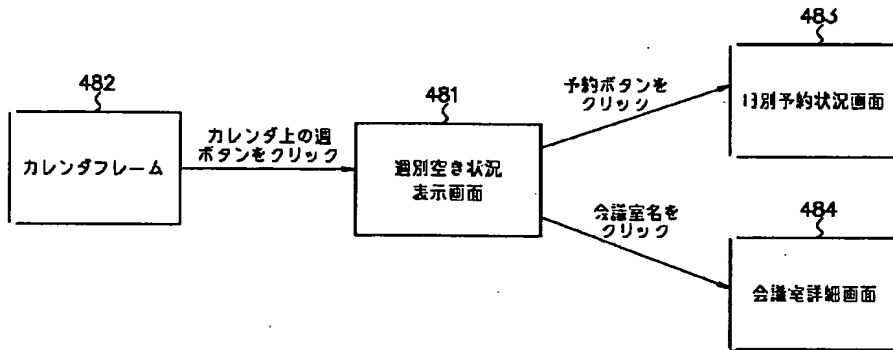 482
カレンダフレーム
カレンダ上の週
ボタンをクリック
481
週別空き状況
表示画面
予約ボタンを
クリック
483
日別予約状況画面
会議室名を
クリック
484
会議室詳細画面